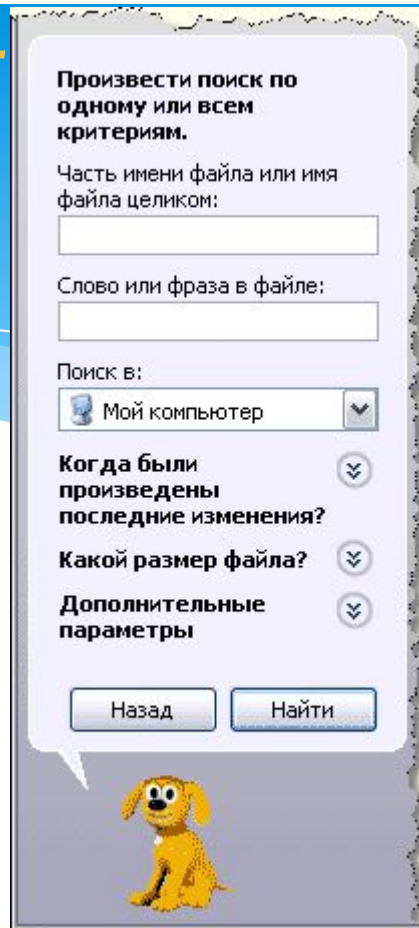 Произвести поиск по
одному или всем
критериям.
Часть имени файла или имя
файла целиком:
Слово или фраза в файле:
Поиск в:
Мой компьютер
Когда были
произведены
последние изменения?
Какой размер файла?
Дополнительные
параметры
Назад
Найти